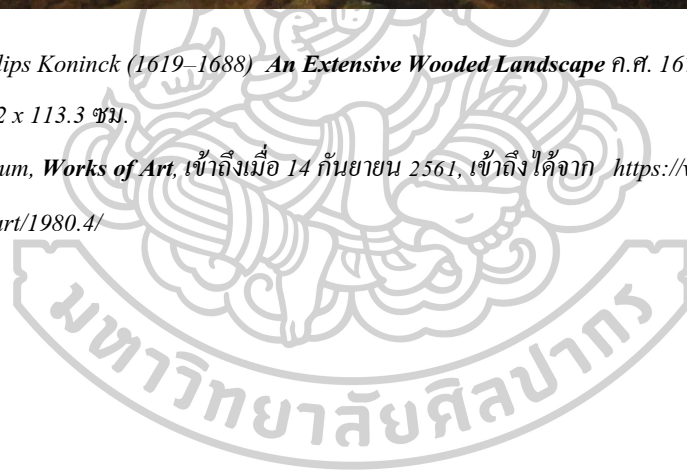 lips Koninck (1619–1688) An Extensive Wooded Landscape ค.ศ. 167
2 x 113.3 ซม.
um, Works of Art, เข้าถึงเมื่อ 14 กันยายน 2561, เข้าถึงได้จาก https://w
art/1980.4/
มหาวิทยาลัยศิลปากร